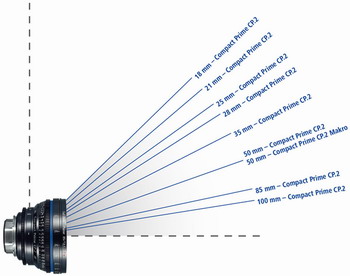 18 mm – Compact Prime CP.2
21 mm – Compact Prime CP.2
25 mm – Compact Prime CP.2
28 mm – Compact Prime CP.2
35 mm – Compact Prime CP.2
50 mm – Compact Prime CP.2
50 mm – Compact Prime CP.2 Makro
85 mm – Compact Prime CP.2
100 mm – Compact Prime CP.2